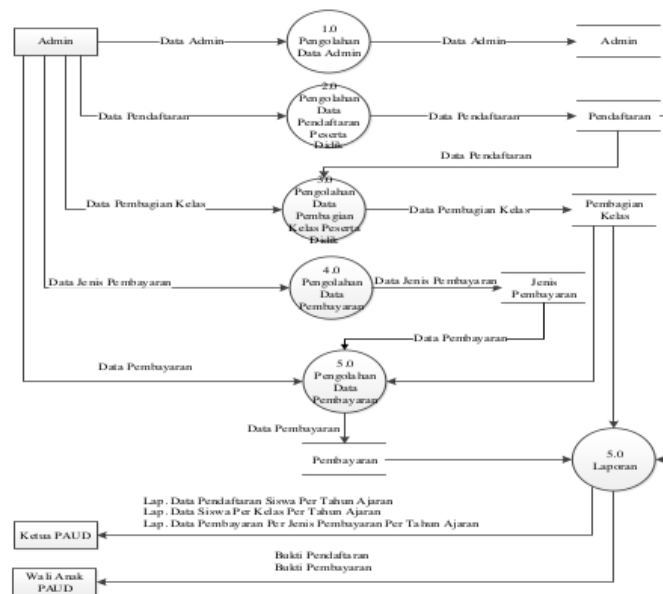 Admin
Data Admin
1.0
Pengolahan
Data Admin
Data Admin
Admin
Data Pendaftaran
2.0
Pengolahan
Data
Pendaftaran
Peserta
Didik
Data Pendaftaran
Pendaftaran
Data Pendaftaran
Data Pembagian Kelas
3.0
Pengolahan
Data
Pembagian
Kelas Peserta
Didik
Data Pembagian Kelas
Pembagian
Kelas
Data Jenis Pembayaran
4.0
Pengolahan
Data
Pembayaran
Data Jenis Pembayaran
Jenis
Pembayaran
Data Pembayaran
Data Pembayaran
5.0
Pengolahan
Data
Pembayaran
Data Pembayaran
Pembayaran
5.0
Laporan
Lap. Data Pendaftaran Siswa Per Tahun Ajaran
Lap. Data Siswa Per Kelas Per Tahun Ajaran
Lap. Data Pembayaran Per Jenis Pembayaran Per Tahun Ajaran
Ketua PAUD
Bukti Pendaftaran
Bukti Pembayaran
Wali Anak
PAUD